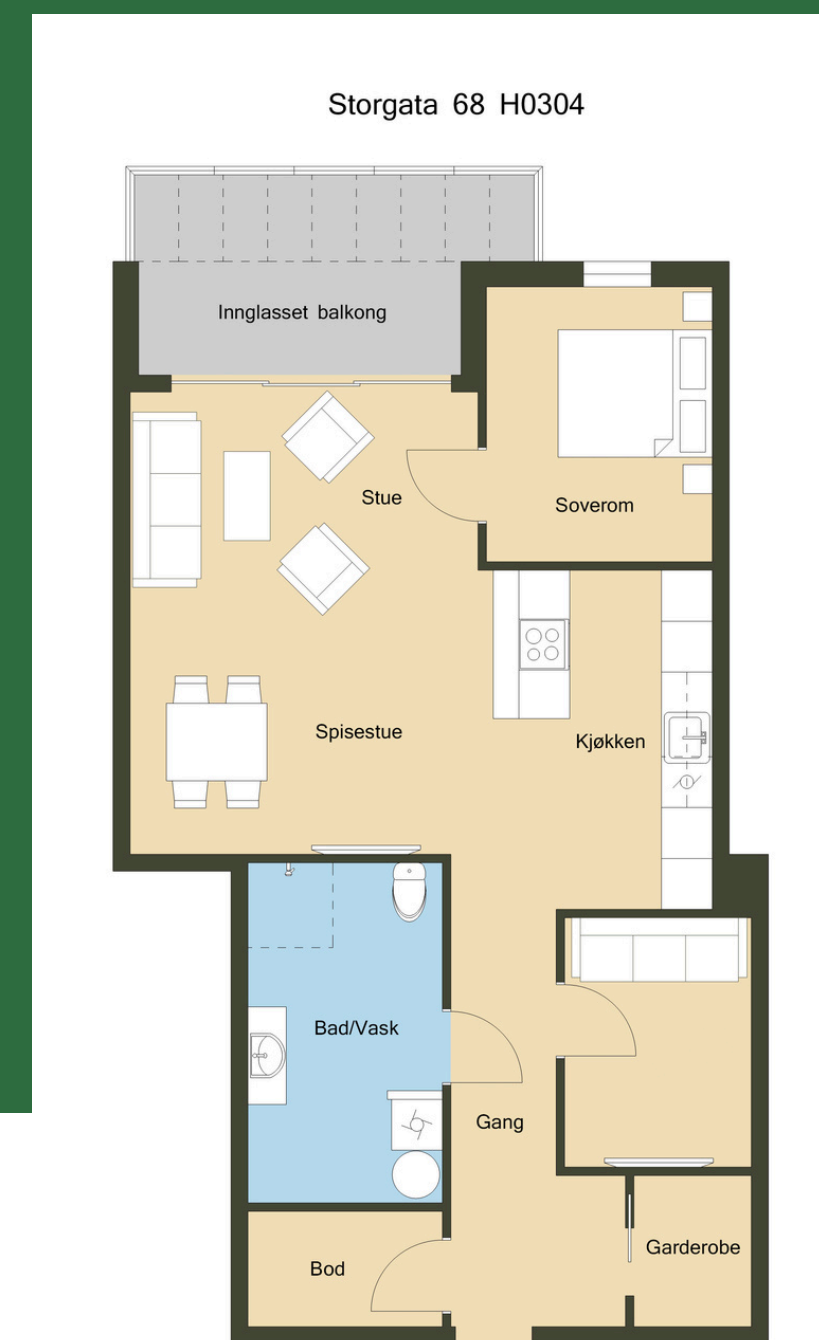 Storgata 68 H0304
Innglasset balkong
Stue
Soverom
Spisestue
Kjøkken
Bad/Vask
Gang
Bod
Garderobe